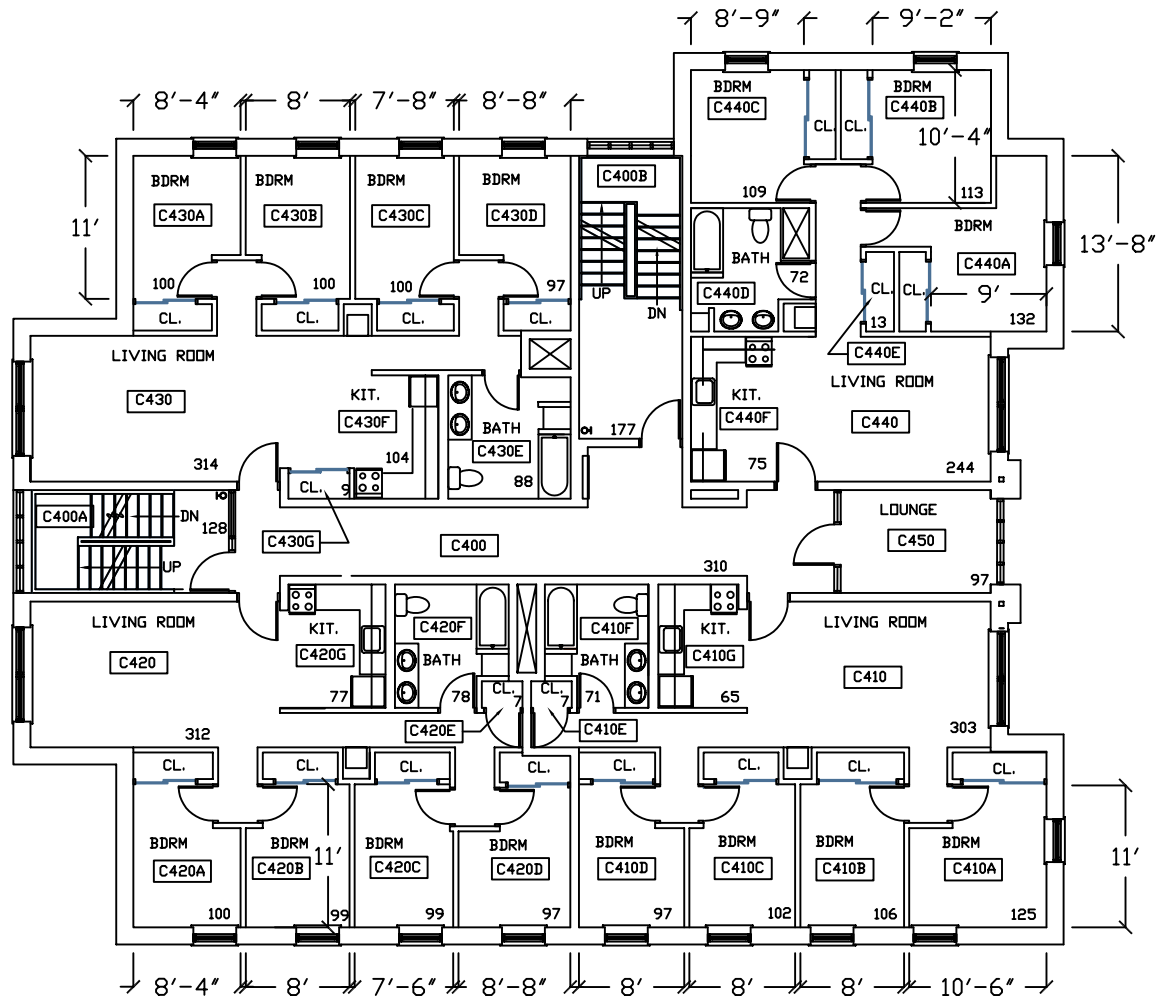 8'-9" 9'-2"
8'-4" 8' 7'-8" 8'-8"
BDRM
C440C
BDRM
C440B
CL. CL.
10'-4"
109
113
11'
BDRM
C430A
100
BDRM
C430B
100
BDRM
C430C
100
BDRM
C430D
97
C400B
UP
DN
BATH
72
C440D
BDRM
C440A
13'-8"
CL. CL.
9'
13
132
C440E
CL. CL. CL. CL.
LIVING ROOM
C430
314
KIT.
C430F
104
BATH
C430E
88
177
KIT.
C440F
75
LIVING ROOM
C440
244
CL.
9
C430G
C400A
DN
128
UP
C400
310
LOUNGE
C450
97
LIVING ROOM
C420
312
KIT.
C420G
77
C420F
BATH
78
CL.
7
C420E
C410F
BATH
71
CL.
7
C410E
KIT.
C410G
65
LIVING ROOM
C410
303
CL. CL. CL. CL. CL. CL. CL. CL.
BDRM
C420A
100
BDRM
C420B
11'
99
BDRM
C420C
99
BDRM
C420D
97
BDRM
C410D
97
BDRM
C410C
102
BDRM
C410B
106
BDRM
C410A
125
11'
8'-4" 8' 7'-6" 8'-8" 8' 8' 8' 10'-6"